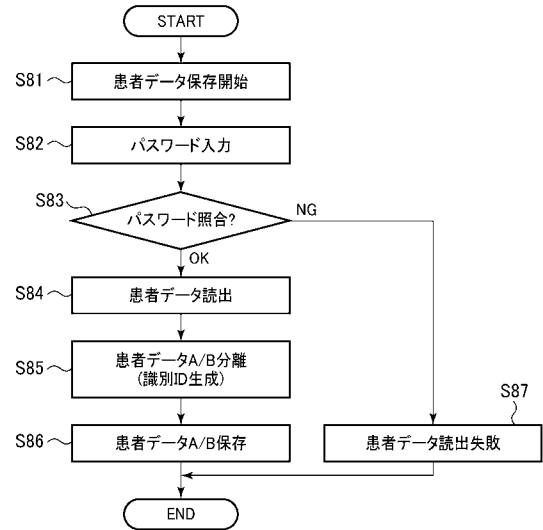 START
S81
患者データ保存開始
S82
パスワード入力
S83
パスワード照合?
NG
OK
S84
患者データ読出
S85
患者データA/B分離
(識別ID生成)
S87
S86
患者データA/B保存
患者データ読出失敗
END